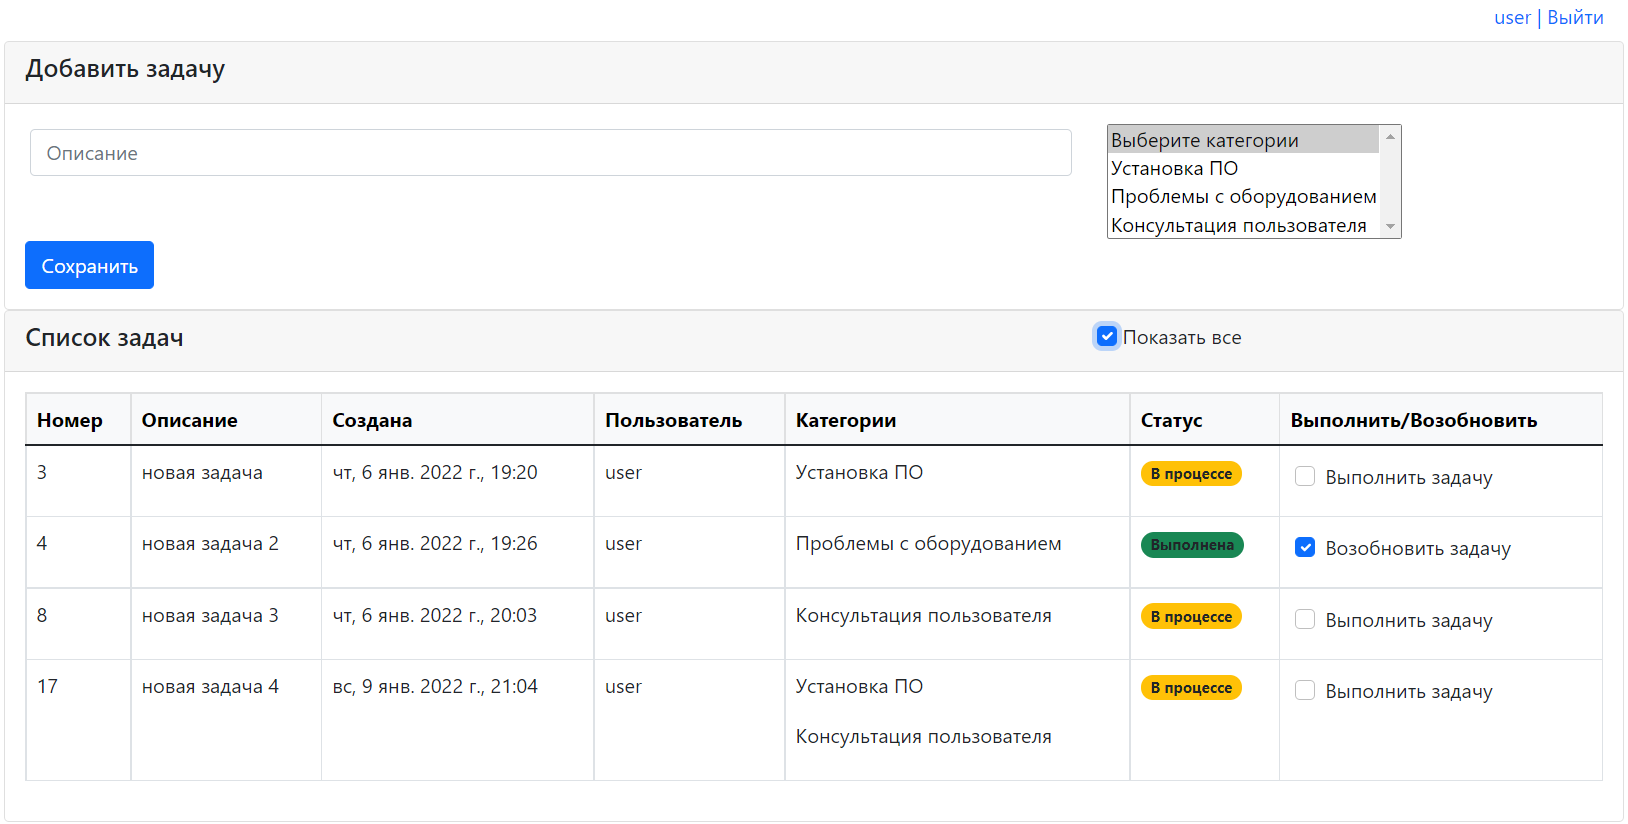 user | Выйти
Добавить задачу
Описание
Выберите категории
Установка ПО
Проблемы с оборудованием
Консультация пользователя
Сохранить
Список задач
Показать все
Номер Описание Создана Пользователь Категории Статус Выполнить/Возобновить
3 новая задача чт, 6 янв. 2022 г., 19:20 user Установка ПО В процессе Выполнить задачу
4 новая задача 2 чт, 6 янв. 2022 г., 19:26 user Проблемы с оборудованием Выполнена Возобновить задачу
8 новая задача 3 чт, 6 янв. 2022 г., 20:03 user Консультация пользователя В процессе Выполнить задачу
17 новая задача 4 вс, 9 янв. 2022 г., 21:04 user Установка ПО В процессе Выполнить задачу
Консультация пользователя